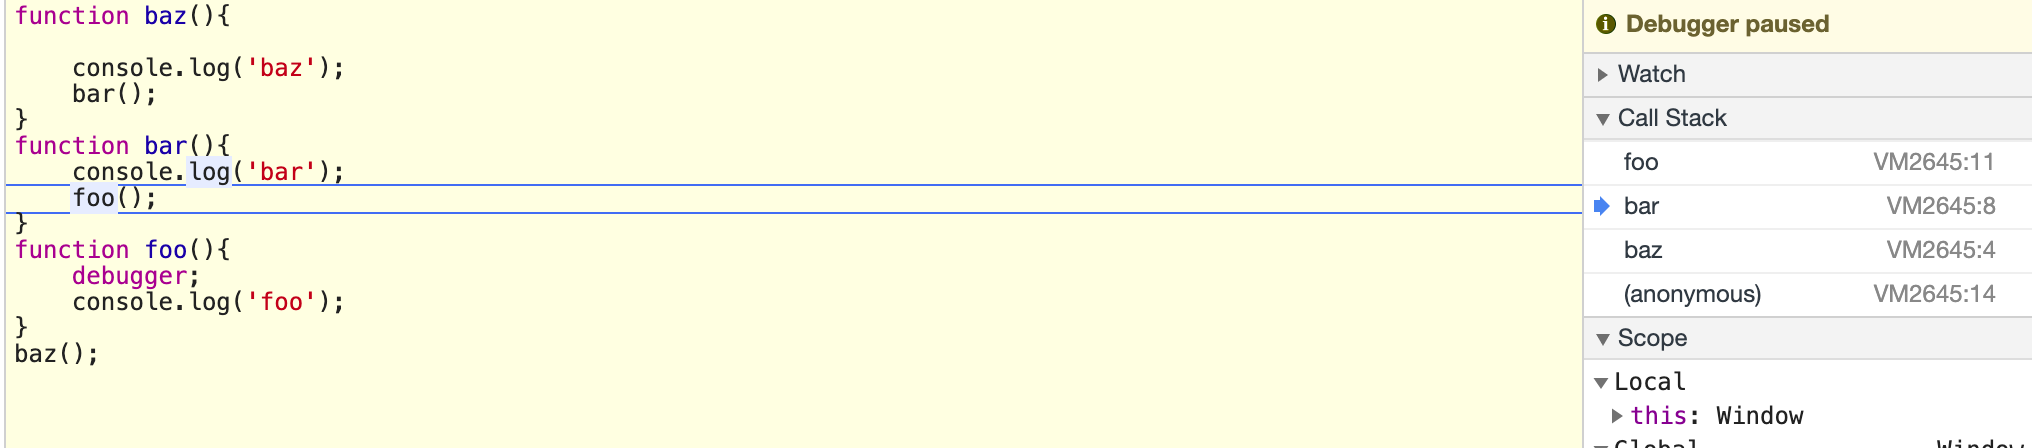 function baz(){
    console.log('baz');
    bar();
}
function bar(){
    console.log('bar');
    foo();
}
function foo(){
    debugger;
    console.log('foo');
}
baz();
Debugger paused
Watch
Call Stack
foo VM2645:11
bar VM2645:8
baz VM2645:4
(anonymous) VM2645:14
Scope
Local
this: Window
Global Window